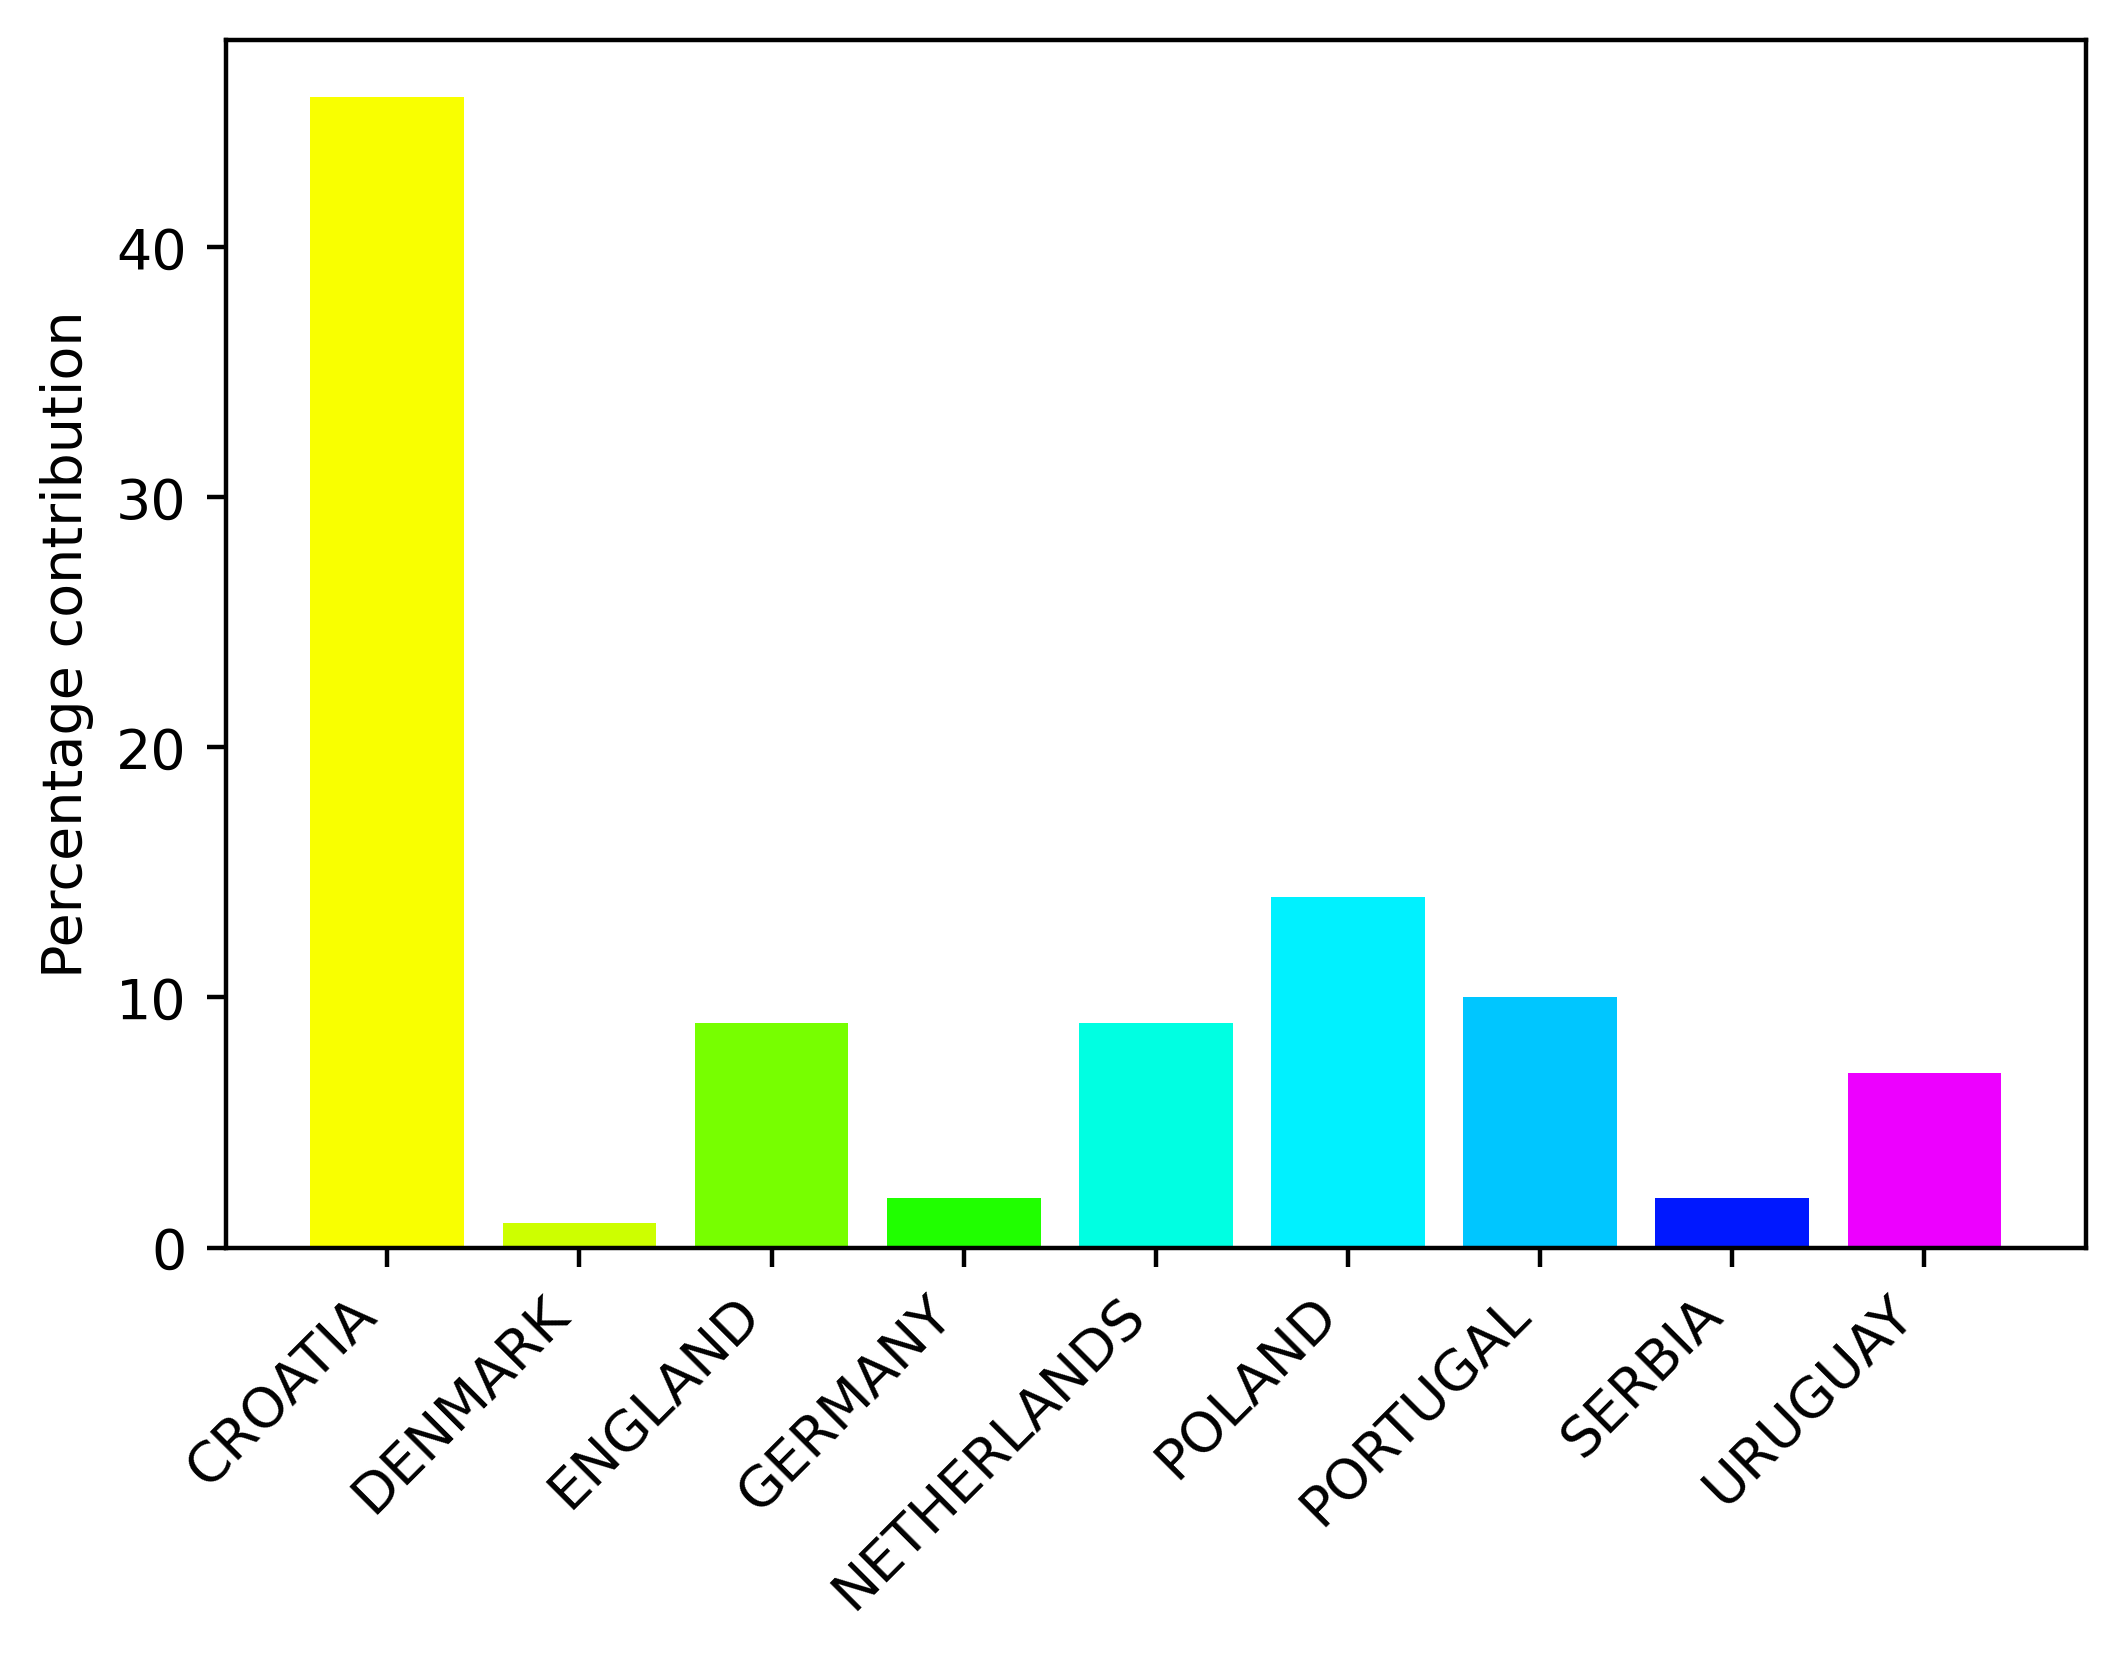 Percentage contribution
40
30
20
10
0
CROATIA
DENMARK
ENGLAND
GERMANY
NETHERLANDS
POLAND
PORTUGAL
SERBIA
URUGUAY